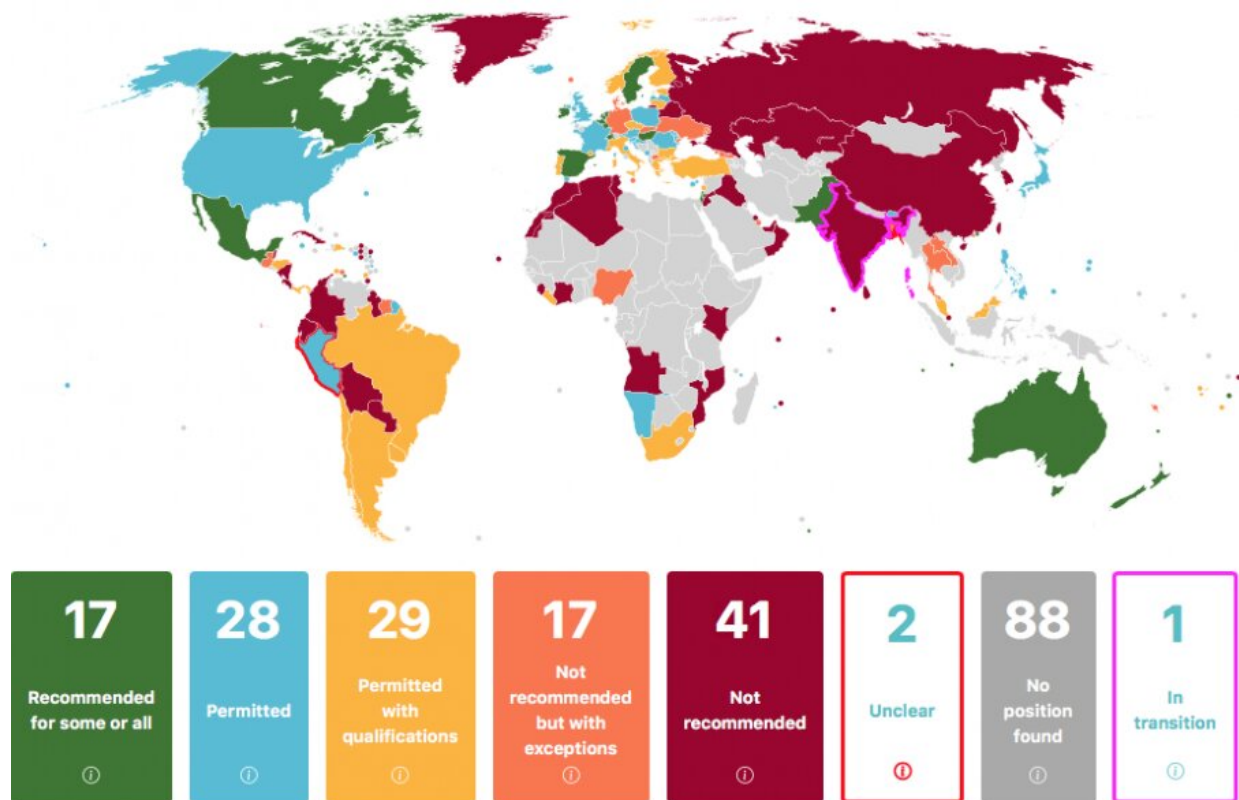 17
Recommended
for some or all
28
Permitted
29
Permitted
with
qualifications
17
Not
recommended
but with
exceptions
41
Not
recommended
2
Unclear
88
No
position
found
1
In
transition